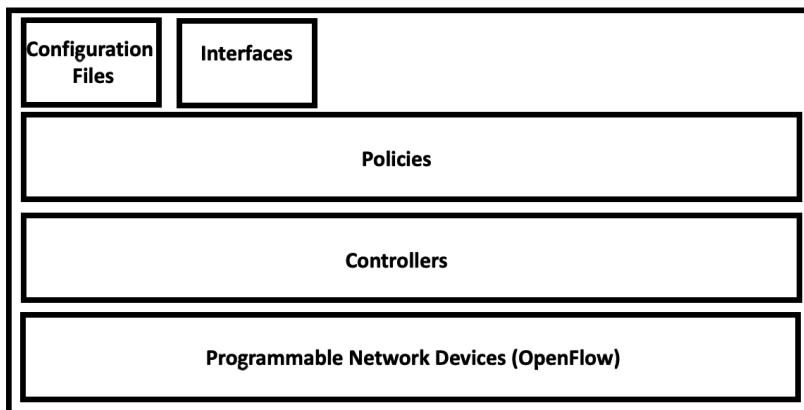 Configuration
Files
Interfaces
Policies
Controllers
Programmable Network Devices (OpenFlow)